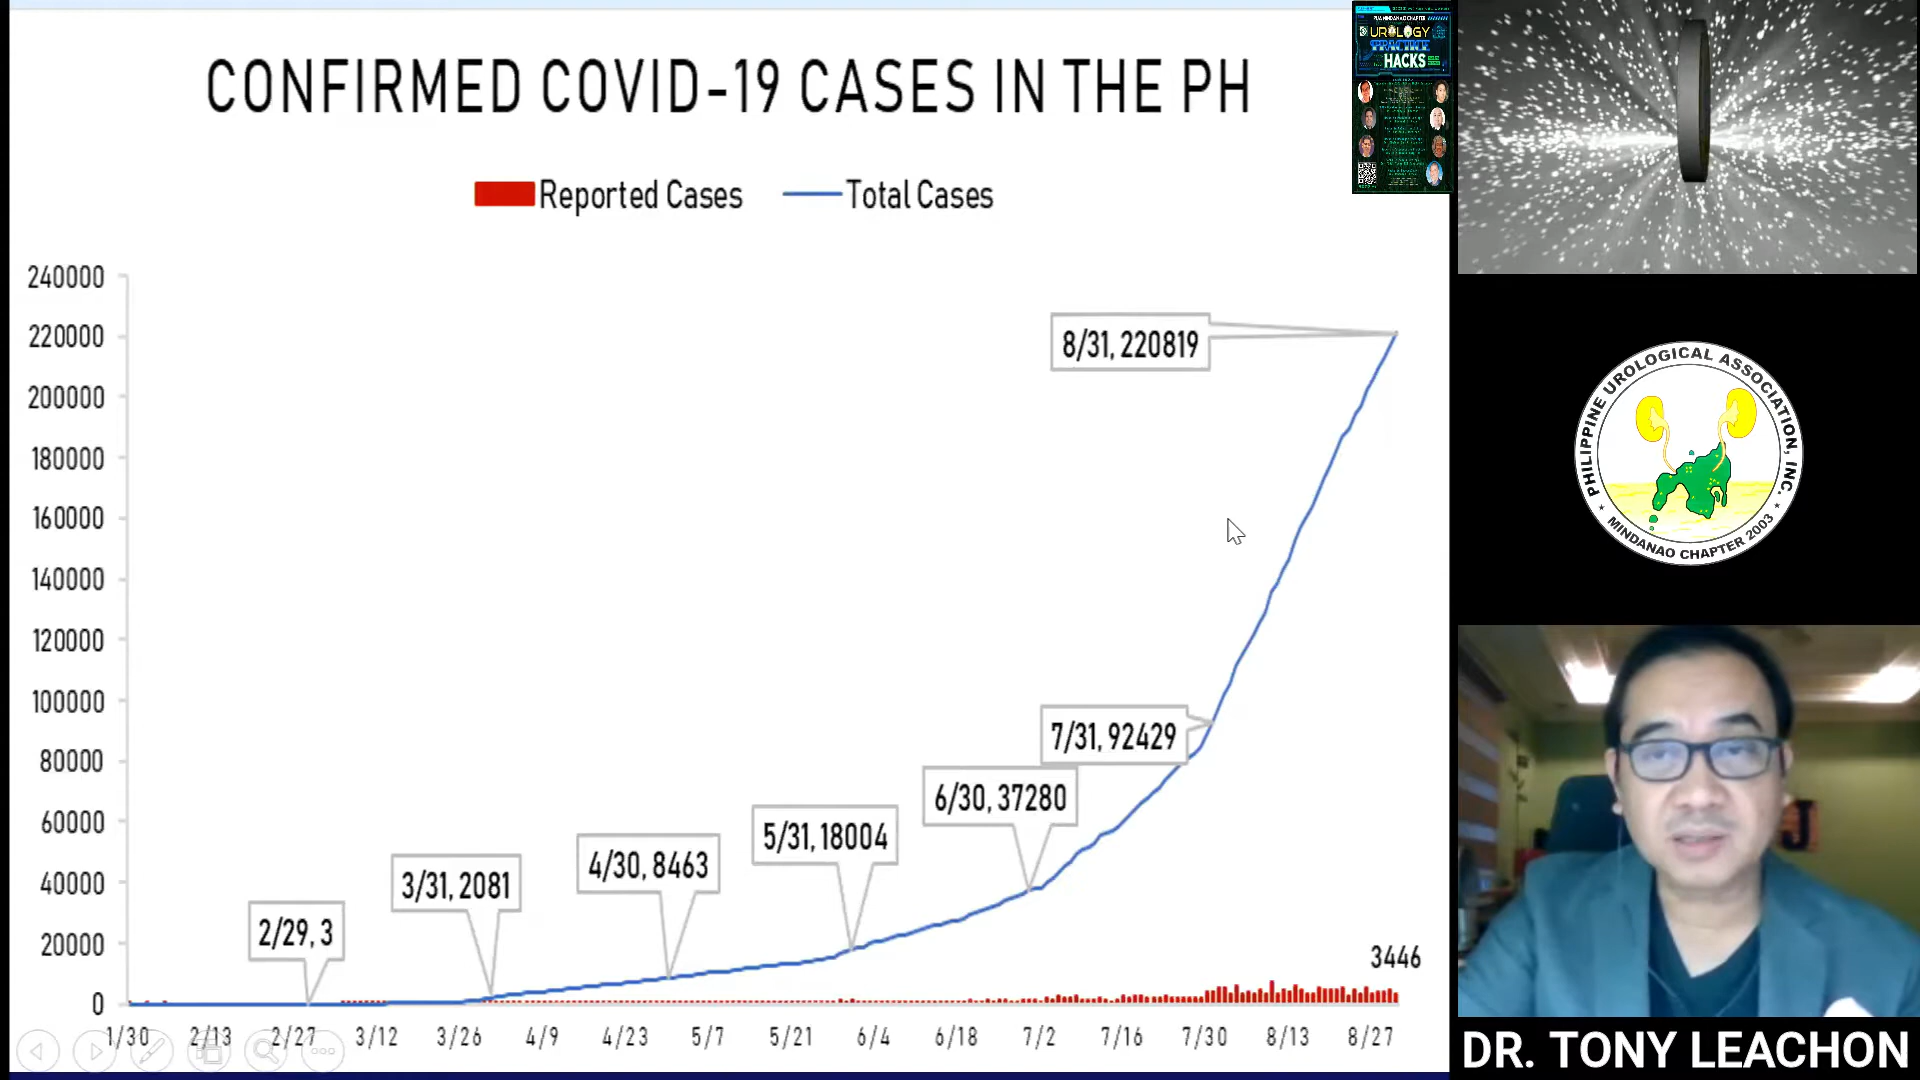 CONFIRMED COVID-19 CASES IN THE PH
Reported Cases
Total Cases
240000
220000
200000
180000
160000
140000
120000
100000
80000
60000
40000
20000
0
2/29, 3
3/31, 2081
4/30, 8463
5/31, 18004
6/30, 37280
7/31, 92429
8/31, 220819
3446
1/30 2/13 2/27 3/12 3/26 4/9 4/23 5/7 5/21 6/4 6/18 7/2 7/16 7/30 8/13 8/27
PUA MINDANAO CHAPTER
UROLOGY
PRACTICE
HACKS
PHILIPPINE UROLOGICAL ASSOCIATION, INC.
MINDANAO CHAPTER 2003
DR. TONY LEACHON